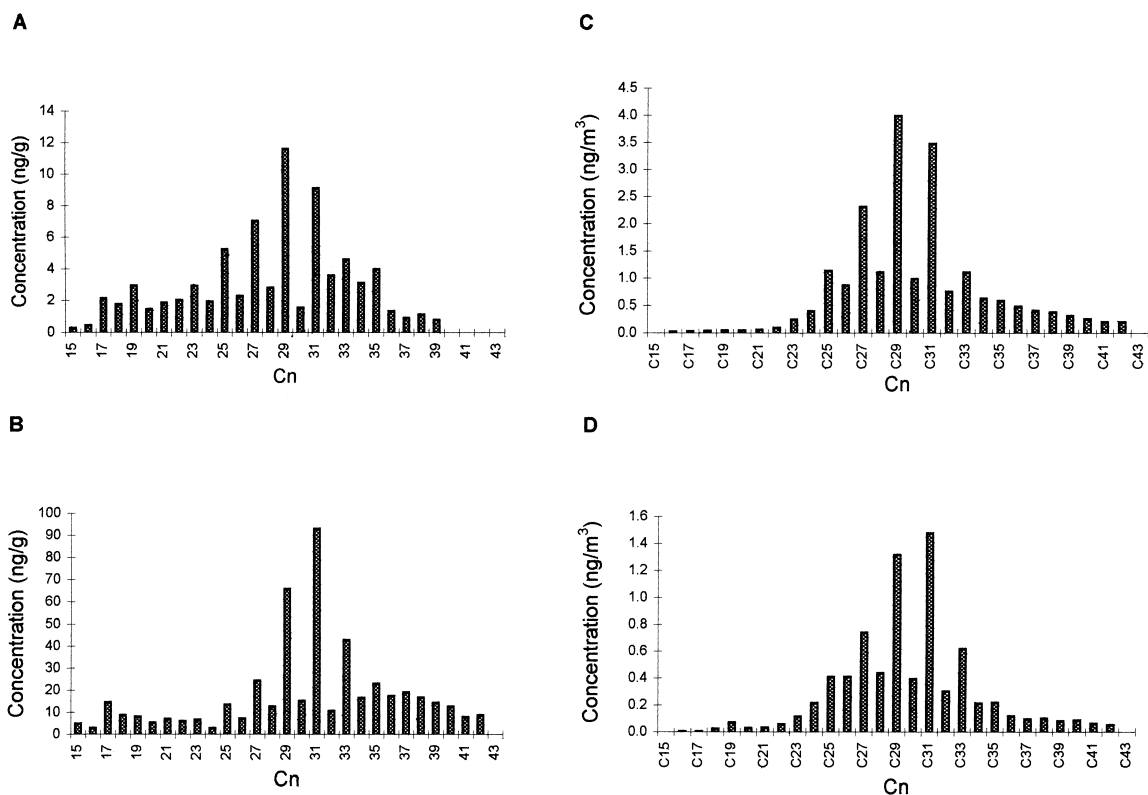 A
Concentration (ng/g)
14
12
10
8
6
4
2
0
15 17 19 21 23 25 27 29 31 33 35 37 39 41 43
Cn
C
Concentration (ng/m³)
4.5
4.0
3.5
3.0
2.5
2.0
1.5
1.0
0.5
0.0
C15 C17 C19 C21 C23 C25 C27 C29 C31 C33 C35 C37 C39 C41 C43
Cn
B
Concentration (ng/g)
100
90
80
70
60
50
40
30
20
10
0
15 17 19 21 23 25 27 29 31 33 35 37 39 41 43
Cn
D
Concentration (ng/m³)
1.6
1.4
1.2
1.0
0.8
0.6
0.4
0.2
0.0
C15 C17 C19 C21 C23 C25 C27 C29 C31 C33 C35 C37 C39 C41 C43
Cn